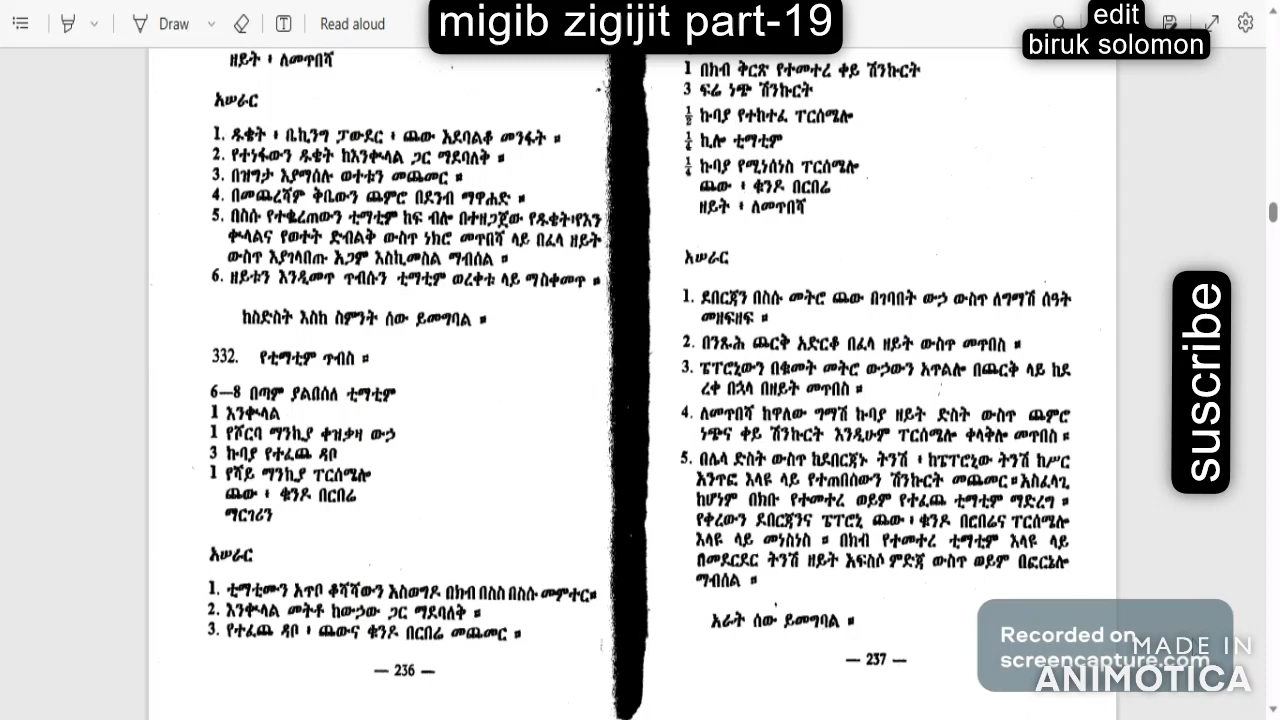 Draw
Read aloud
migib zigijit part-19
edit
biruk solomon
ዘይት ፡ ለመጥበሻ
አሠራር
1. ዱቄት ፡ ቤኪንግ ፓውደር ፡ ጨው አደባልቆ መንፋት ።
2. የተነፋውን ዱቄት ከእንቍላል ጋር ማደባለቅ ።
3. በዝግታ እያማሰሉ ወተቱን መጨመር ።
4. በመጨረሻም ቅቤውን ጨምሮ በደንብ ማዋሐድ ።
5. በስሱ የተቈረጠውን ቲማቲም ከፍ ብሎ በተዘጋጀው የዱቄት፣የእን
ቍላልና የወተት ድብልቅ ውስጥ ነክሮ መጥበሻ ላይ በፈላ ዘይት
ውስጥ እያገላበጡ እጋም እስኪመስል ማብሰል ።
6. ዘይቱን እንዲመጥ ጥብሱን ቲማቲም ወረቀቱ ላይ ማስቀመጥ ።
ከስድስት እስከ ስምንት ሰው ይመግባል ።
332. የቲማቲም ጥብስ ።
6—8 በጣም ያልበሰለ ቲማቲም
1 እንቍላል
1 የሾርባ ማንኪያ ቀዝቃዛ ውኃ
3 ኩባያ የተፈጨ ዳቦ
1 የሻይ ማንኪያ ፐርሰሜሎ
ጨው ፡ ቁንዶ በርበሬ
ማርገሪን
አሠራር
1. ቲማቲሙን አጥቦ ቆሻሻውን አስወግዶ በክብ በስስ በስሱ መምተር።
2. እንቍላል መትቶ ከውኃው ጋር ማደባለቅ ።
3. የተፈጨ ዳቦ ፡ ጨውና ቁንዶ በርበሬ መጨመር ።
— 236 —
1 በክብ ቅርጽ የተመተረ ቀይ ሽንኩርት
3 ፍሬ ነጭ ሽንኩርት
½ ኩባያ የተከተፈ ፐርሰሜሎ
¼ ኪሎ ቲማቲም
¼ ኩባያ የሚነሰነስ ፐርሰሜሎ
ጨው ፡ ቁንዶ በርበሬ
ዘይት ፡ ለመጥበሻ
አሠራር
1. ደበርጃን በስሱ መትሮ ጨው በገባበት ውኃ ውስጥ ለግማሽ ሰዓት
መዘፍዘፍ ።
2. በንጹሕ ጨርቅ አድርቆ በፈላ ዘይት ውስጥ መጥበስ ።
3. ፔፐሮኒውን በቁመት መትሮ ውኃውን አጥልሎ በጨርቅ ላይ ከደ
ረቀ በኋላ በዘይት መጥበስ ።
4. ለመጥበሻ ከዋለው ግማሽ ኩባያ ዘይት ድስት ውስጥ ጨምሮ
ነጭና ቀይ ሽንኩርት እንዲሁም ፐርሰሜሎ ቀላቅሎ መጥበስ ።
5. በሌላ ድስት ውስጥ ከደበርጃኑ ትንሽ ፡ ከፔፐሮኒው ትንሽ ከሥር
አንጥፎ እላዩ ላይ የተጠበሰውን ሽንኩርት መጨመር።አስፈላጊ
ከሆነም በክቡ የተመተረ ወይም የተፈጨ ቲማቲም ማድረግ ።
የቀረውን ደበርጃንና ፔፐሮኒ ጨው ፡ ቁንዶ በርበሬና ፐርሰሜሎ
እላዩ ላይ መነስነስ ። በክብ የተመተረ ቲማቲም እላዩ ላይ
በመደርደር ትንሽ ዘይት አፍስሶ ምድጃ ውስጥ ወይም በፎርኔሎ
ማብሰል ።
አራት ሰው ይመግባል ።
— 237 —
suscribe
Recorded on
screencapture.com
MADE IN
ANIMOTICA